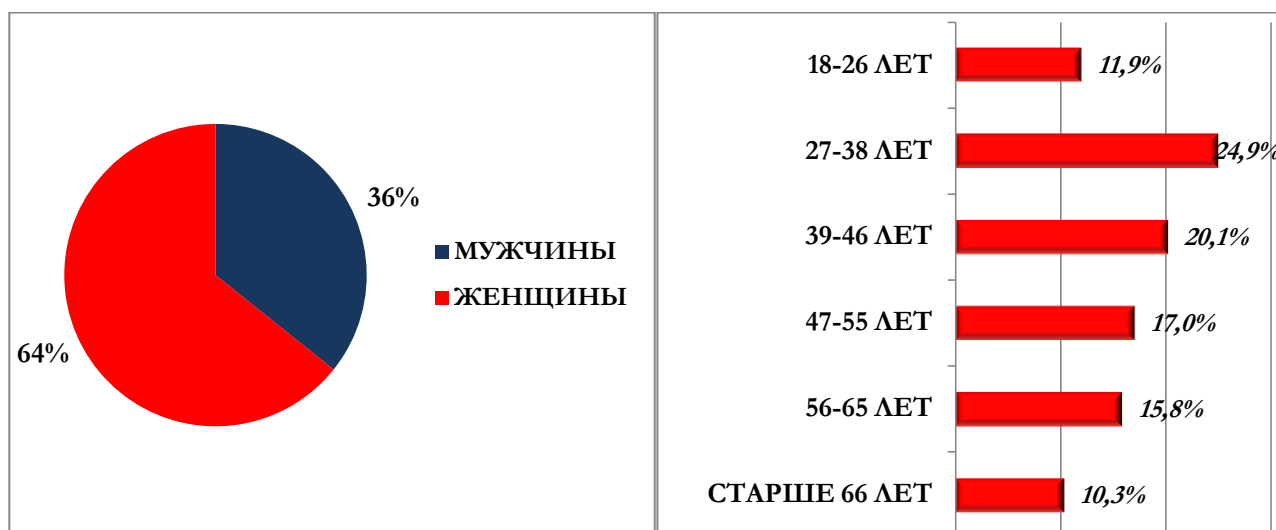 36%
64%
МУЖЧИНЫ
ЖЕНЩИНЫ
18-26 ЛЕТ 11,9%
27-38 ЛЕТ 24,9%
39-46 ЛЕТ 20,1%
47-55 ЛЕТ 17,0%
56-65 ЛЕТ 15,8%
СТАРШЕ 66 ЛЕТ 10,3%